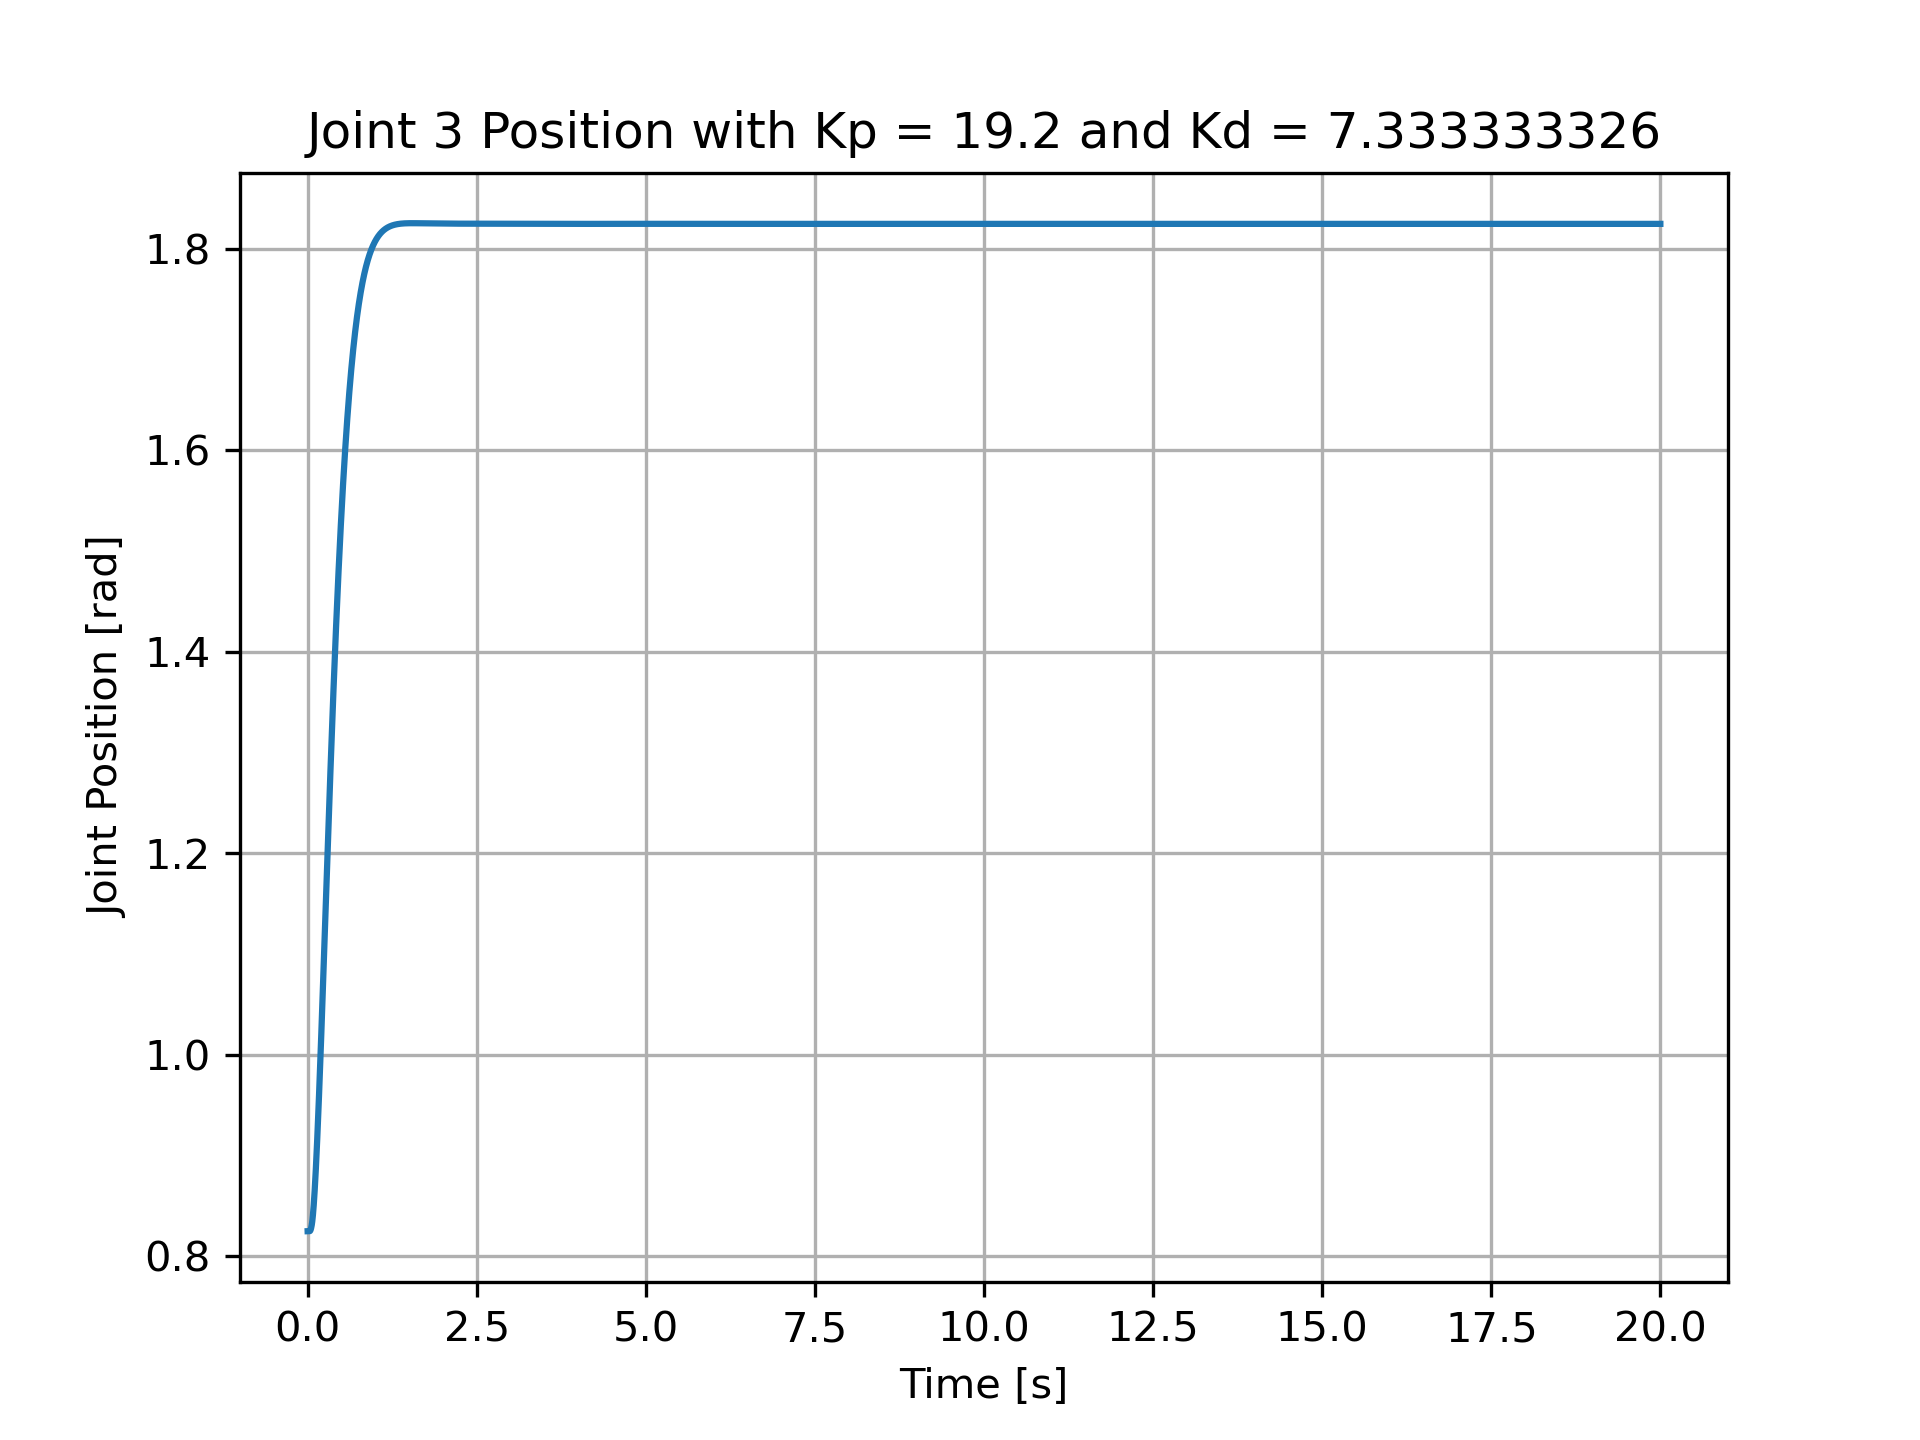 Joint 3 Position with Kp = 19.2 and Kd = 7.333333326
Joint Position [rad]
1.8
1.6
1.4
1.2
1.0
0.8
0.0 2.5 5.0 7.5 10.0 12.5 15.0 17.5 20.0
Time [s]